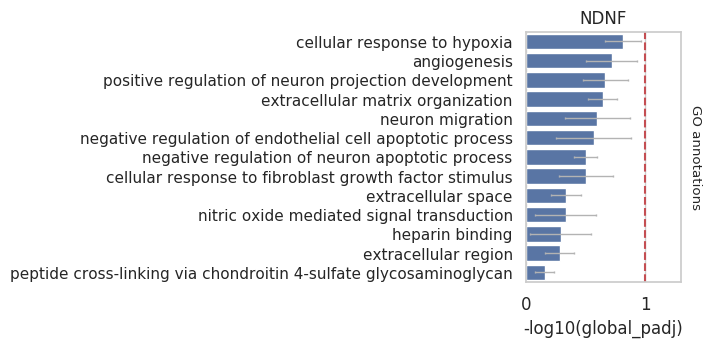 NDNF
cellular response to hypoxia
angiogenesis
positive regulation of neuron projection development
extracellular matrix organization
neuron migration
negative regulation of endothelial cell apoptotic process
negative regulation of neuron apoptotic process
cellular response to fibroblast growth factor stimulus
extracellular space
nitric oxide mediated signal transduction
heparin binding
extracellular region
peptide cross-linking via chondroitin 4-sulfate glycosaminoglycan
GO annotations
0 1
-log10(global_padj)